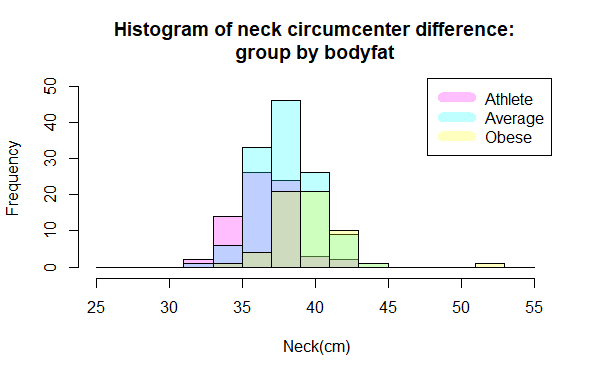 Histogram of neck circumcenter difference:
group by bodyfat
Athlete
Average
Obese
Frequency
50
40
30
20
10
0
25 30 35 40 45 50 55
Neck(cm)